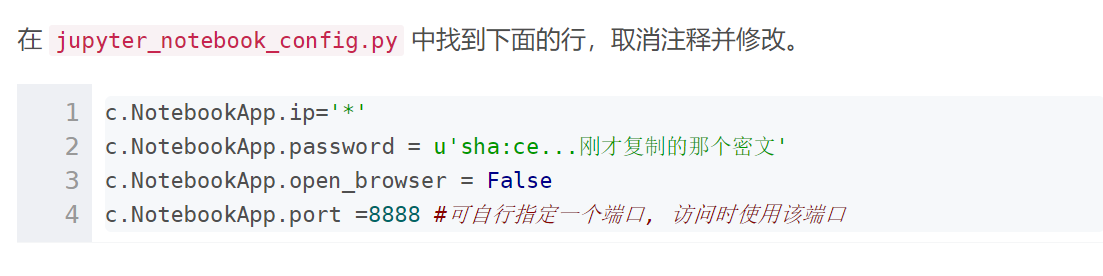 在 jupyter_notebook_config.py 中找到下面的行，取消注释并修改。
1 c.NotebookApp.ip='*'
2 c.NotebookApp.password = u'sha:ce...刚才复制的那个密文'
3 c.NotebookApp.open_browser = False
4 c.NotebookApp.port =8888 #可自行指定一个端口, 访问时使用该端口